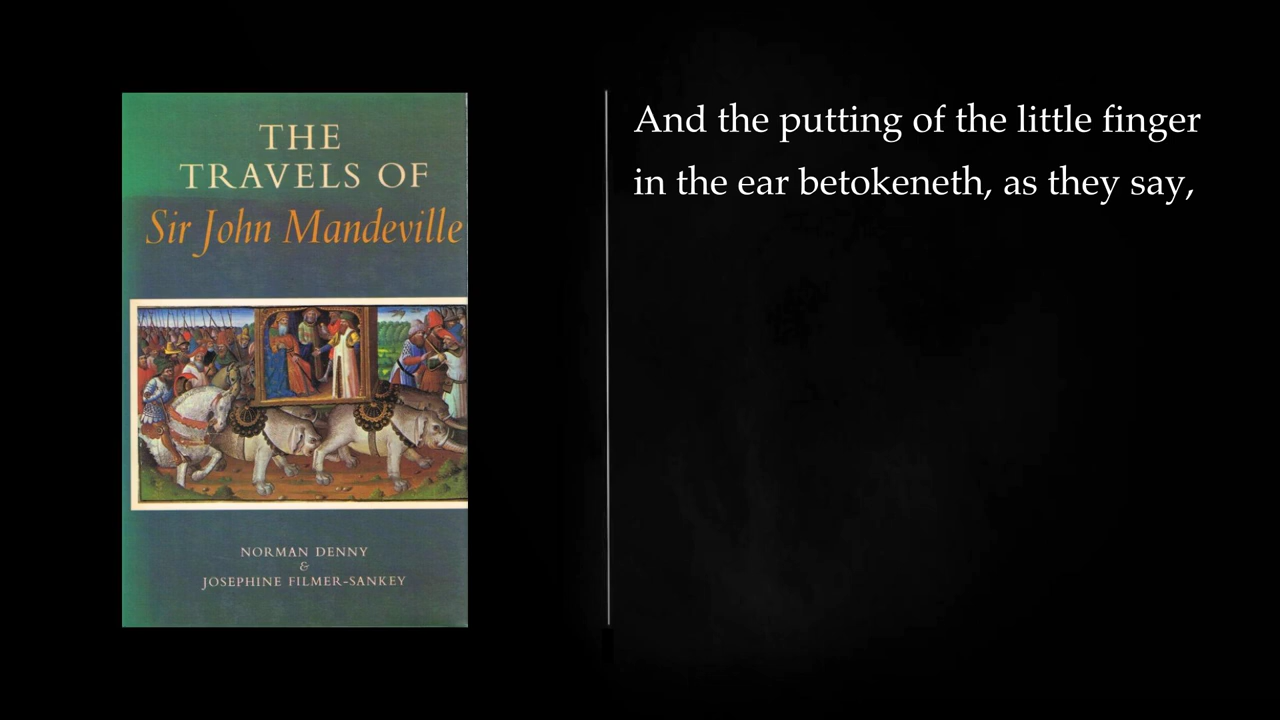 THE
TRAVELS OF
Sir John Mandeville
NORMAN DENNY
&
JOSEPHINE FILMER-SANKEY
And the putting of the little finger
in the ear betokeneth, as they say,